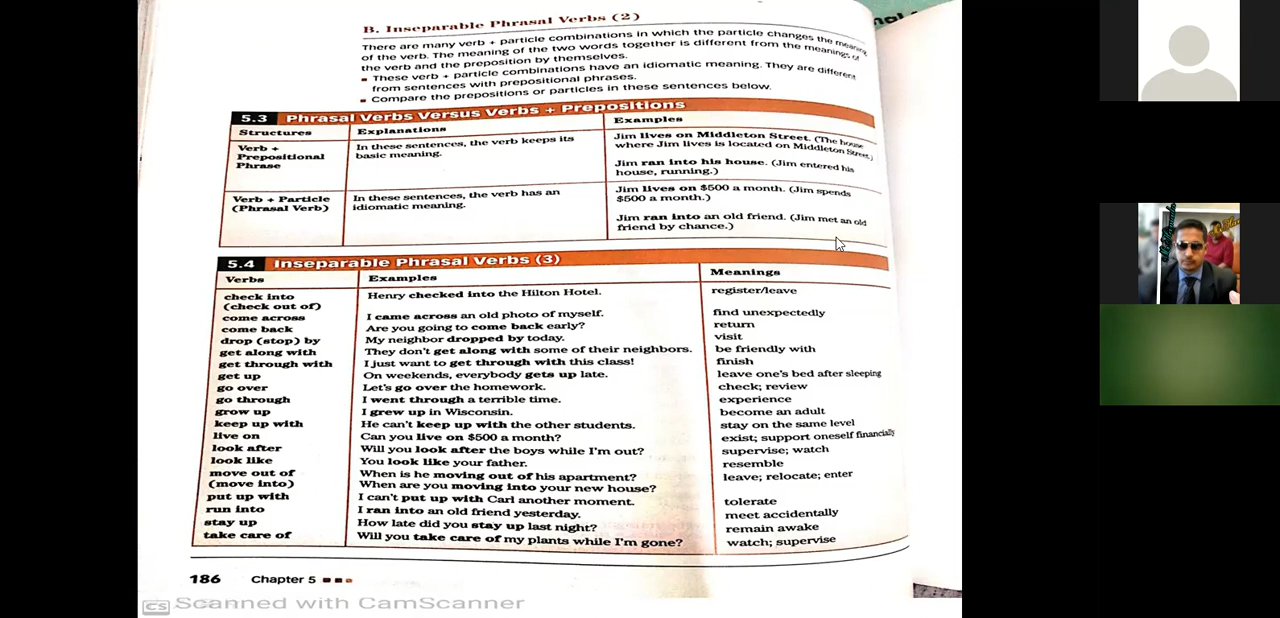 B. Inseparable Phrasal Verbs (2)
There are many verb + particle combinations in which the particle changes the meaning
of the verb. The meaning of the two words together is different from the meanings of
the verb and the preposition by themselves.
▪ These verb + particle combinations have an idiomatic meaning. They are different
from sentences with prepositional phrases.
▪ Compare the prepositions or particles in these sentences below.
5.3 Phrasal Verbs Versus Verbs + Prepositions
Structures Explanations Examples
Verb +
Prepositional
Phrase
In these sentences, the verb keeps its
basic meaning.
Jim lives on Middleton Street. (The house
where Jim lives is located on Middleton Street.)
Jim ran into his house. (Jim entered his
house, running.)
Verb + Particle
(Phrasal Verb)
In these sentences, the verb has an
idiomatic meaning.
Jim lives on $500 a month. (Jim spends
$500 a month.)
Jim ran into an old friend. (Jim met an old
friend by chance.)
5.4 Inseparable Phrasal Verbs (3)
Verbs Examples Meanings
check into Henry checked into the Hilton Hotel. register/leave
(check out of)
come across I came across an old photo of myself. find unexpectedly
come back Are you going to come back early? return
drop (stop) by My neighbor dropped by today. visit
get along with They don't get along with some of their neighbors. be friendly with
get through with I just want to get through with this class! finish
get up On weekends, everybody gets up late. leave one's bed after sleeping
go over Let's go over the homework. check; review
go through I went through a terrible time. experience
grow up I grew up in Wisconsin. become an adult
keep up with He can't keep up with the other students. stay on the same level
live on Can you live on $500 a month? exist; support oneself financially
look after Will you look after the boys while I'm out? supervise; watch
look like You look like your father. resemble
move out of When is he moving out of his apartment? leave; relocate; enter
(move into) When are you moving into your new house?
put up with I can't put up with Carl another moment. tolerate
run into I ran into an old friend yesterday. meet accidentally
stay up How late did you stay up last night? remain awake
take care of Will you take care of my plants while I'm gone? watch; supervise
186 Chapter 5 ▪▪▪
CS Scanned with CamScanner